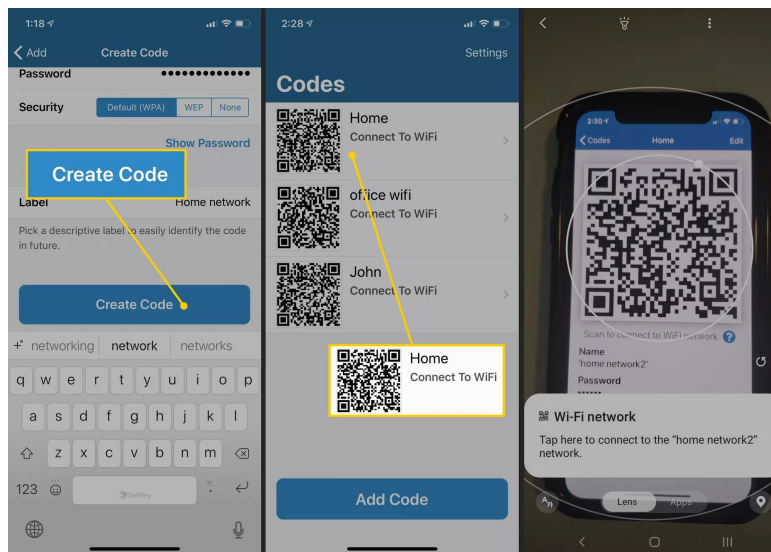 1:18
Add
Create Code
Password
Security
Default (WPA)
WEP
None
Show Password
Create Code
Label
Home network
Pick a descriptive label to easily identify the code
in future.
Create Code
networking
network
networks
q w e r t y u i o p
a s d f g h j k l
z x c v b n m
123
SwiftKey
2:28
Settings
Codes
Home
Connect To WiFi
office wifi
Connect To WiFi
John
Connect To WiFi
Home
Connect To WiFi
Add Code
2:30
Codes
Home
Edit
Scan to connect to WiFi network
Name
'home network2'
Password
Wi-Fi network
Tap here to connect to the "home network2"
network.
Lens
Apps